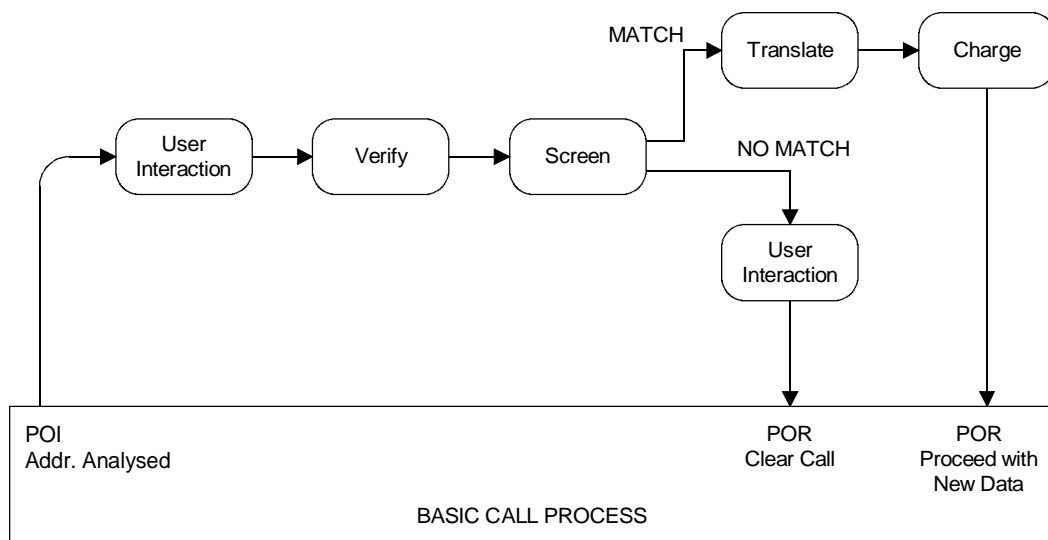 MATCH
Translate
Charge
User
Interaction
Verify
Screen
NO MATCH
User
Interaction
POI
Addr. Analysed
POR
Clear Call
POR
Proceed with
New Data
BASIC CALL PROCESS